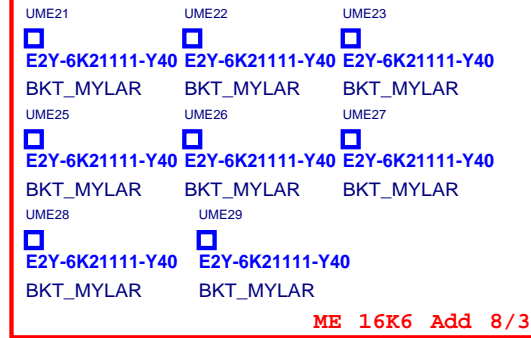 UME21 UME22 UME23
E2Y-6K21111-Y40 E2Y-6K21111-Y40 E2Y-6K21111-Y40
BKT_MYLAR BKT_MYLAR BKT_MYLAR
UME25 UME26 UME27
E2Y-6K21111-Y40 E2Y-6K21111-Y40 E2Y-6K21111-Y40
BKT_MYLAR BKT_MYLAR BKT_MYLAR
UME28 UME29
E2Y-6K21111-Y40 E2Y-6K21111-Y40
BKT_MYLAR BKT_MYLAR
ME 16K6 Add 8/3